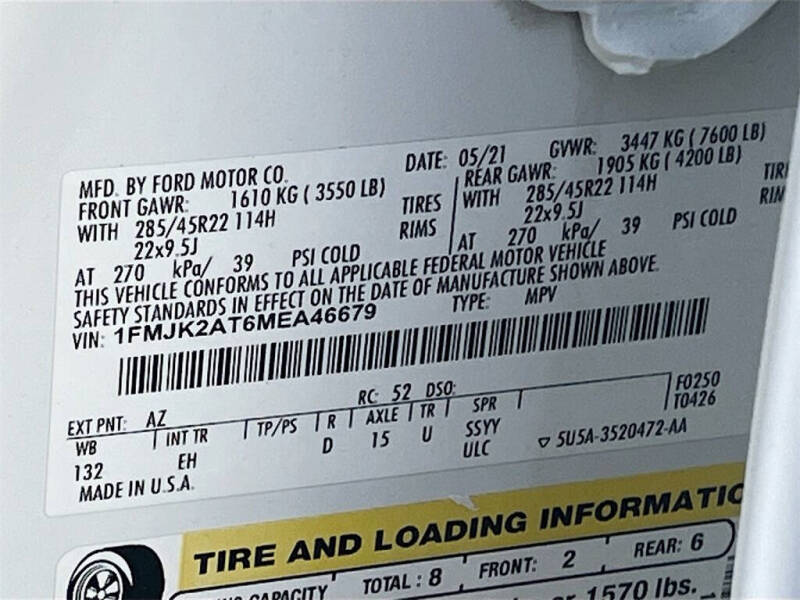 MFD. BY FORD MOTOR CO. DATE: 05/21 GVWR: 3447 KG ( 7600 LB)
FRONT GAWR: 1610 KG ( 3550 LB) REAR GAWR: 1905 KG ( 4200 LB)
WITH 285/45R22 114H TIRES WITH 285/45R22 114H
22x9.5J RIMS 22x9.5J
AT 270 kPa/ 39 PSI COLD AT 270 kPa/ 39 PSI COLD
THIS VEHICLE CONFORMS TO ALL APPLICABLE FEDERAL MOTOR VEHICLE
SAFETY STANDARDS IN EFFECT ON THE DATE OF MANUFACTURE SHOWN ABOVE.
VIN: 1FMJK2AT6MEA46679 TYPE: MPV
EXT PNT: AZ RC: 52 DSO: F0250
T0426
WB INT TR TP/PS R AXLE TR SPR
132 EH D 15 U SSYY
ULC 5U5A-3520472-AA
MADE IN U.S.A.
TIRE AND LOADING INFORMATIO
CAPACITY TOTAL : 8 FRONT: 2 REAR: 6
or 1570 lbs.